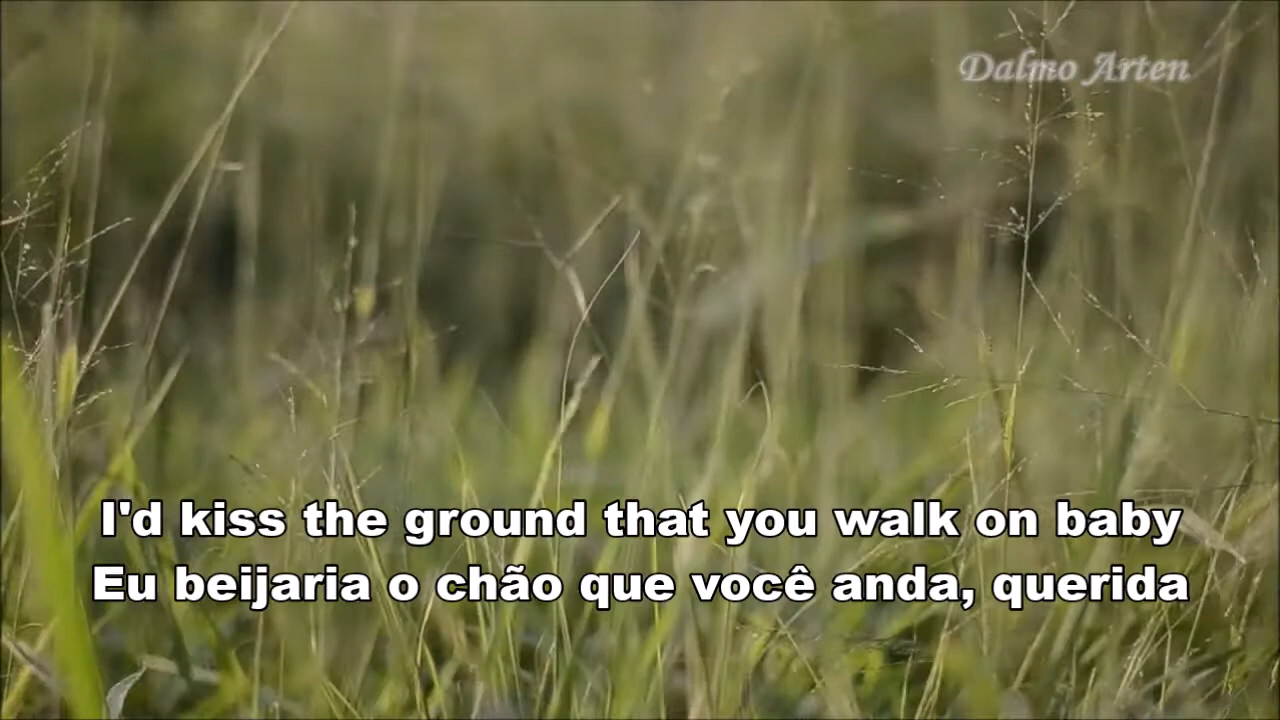 Dalmo Arten
I'd kiss the ground that you walk on baby
Eu beijaria o chão que você anda, querida